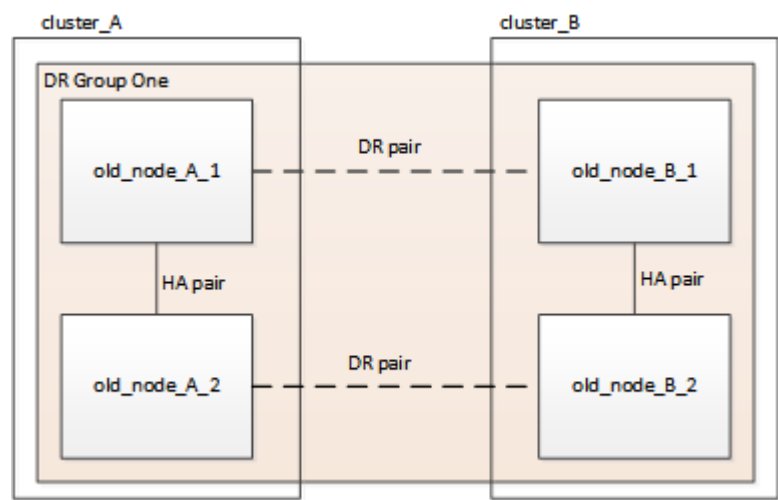 cluster_A
cluster_B
DR Group One
old_node_A_1
DR pair
old_node_B_1
HA pair
HA pair
old_node_A_2
DR pair
old_node_B_2